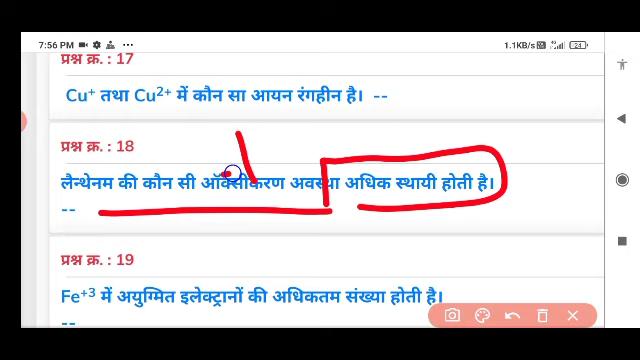 7:56 PM 1.1KB/s 24
प्रश्न क्र. : 17
Cu⁺ तथा Cu²⁺ में कौन सा आयन रंगहीन है। --
प्रश्न क्र. : 18
लैन्थेनम की कौन सी ऑक्सीकरण अवस्था अधिक स्थायी होती है।
--
प्रश्न क्र. : 19
Fe⁺³ में अयुग्मित इलेक्ट्रानों की अधिकतम संख्या होती है।
--